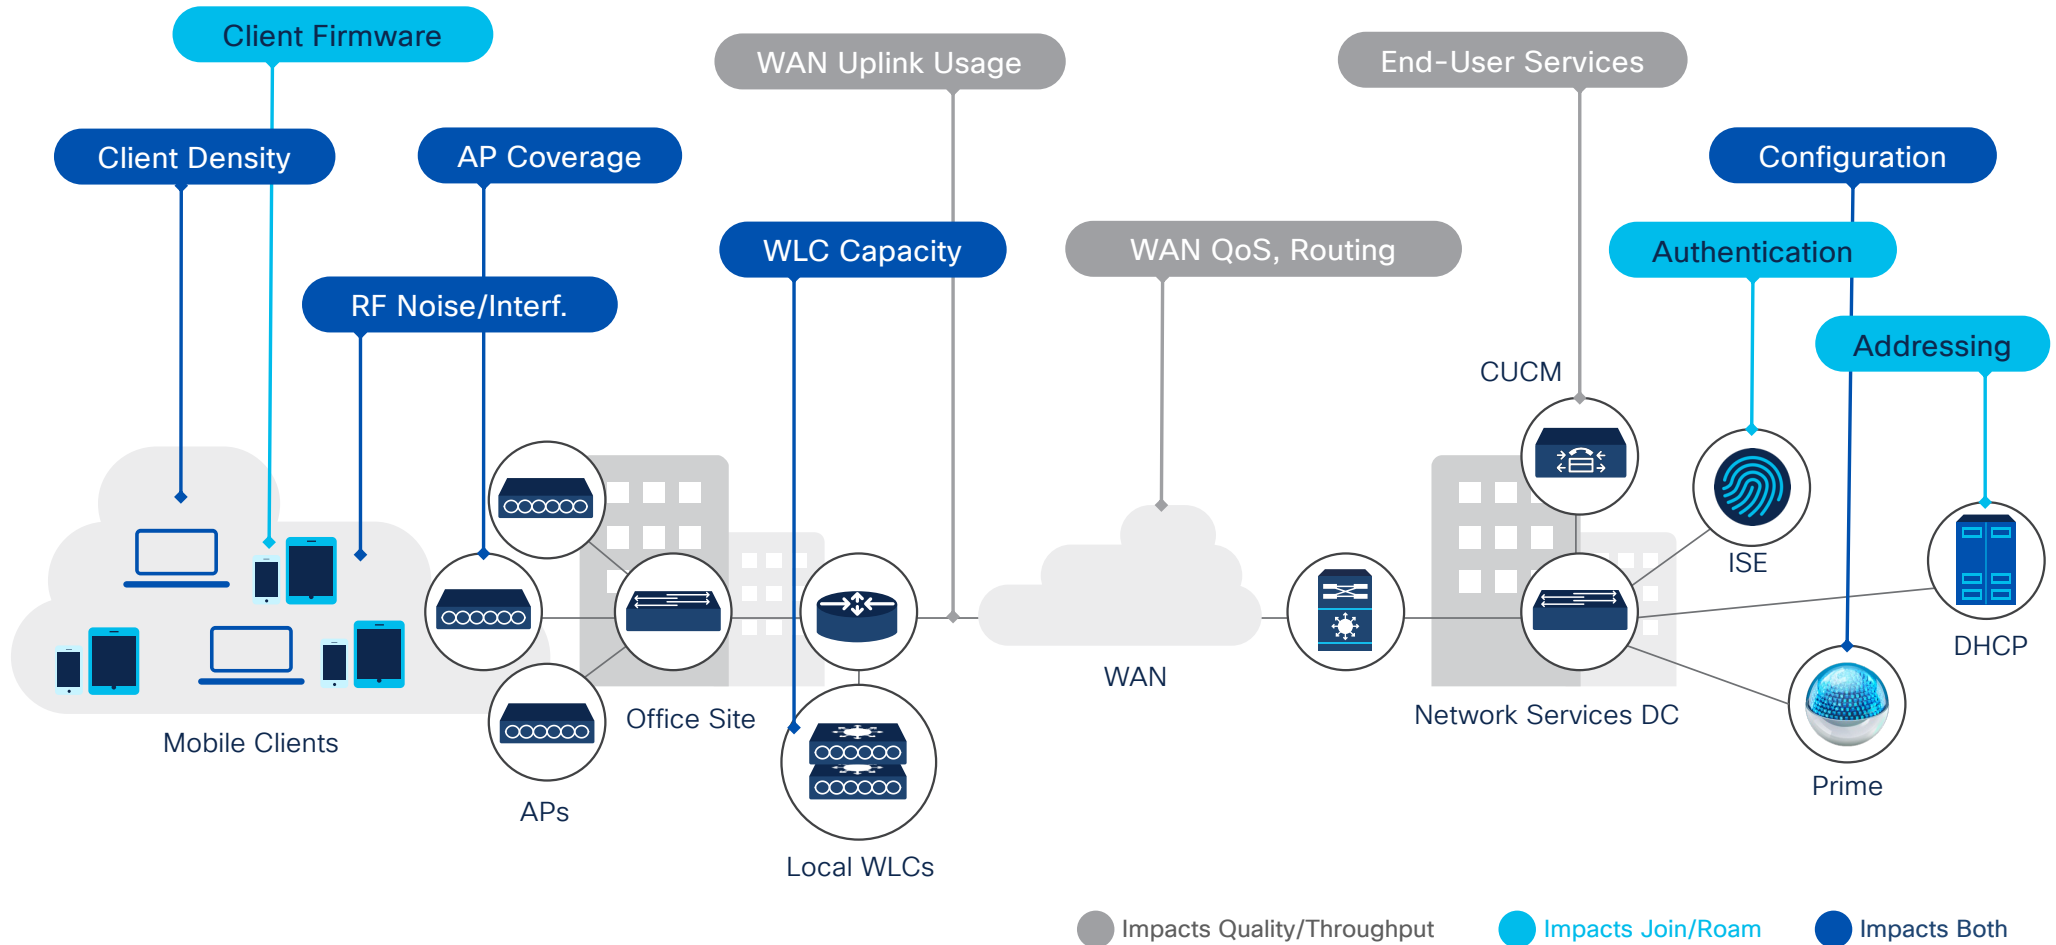 Client Firmware
WAN Uplink Usage
End-User Services
Client Density
AP Coverage
Configuration
WLC Capacity
WAN QoS, Routing
Authentication
RF Noise/Interf.
Addressing
CUCM
ISE
DHCP
WAN
Office Site
Network Services DC
Mobile Clients
Prime
APs
Local WLCs
Impacts Quality/Throughput
Impacts Join/Roam
Impacts Both